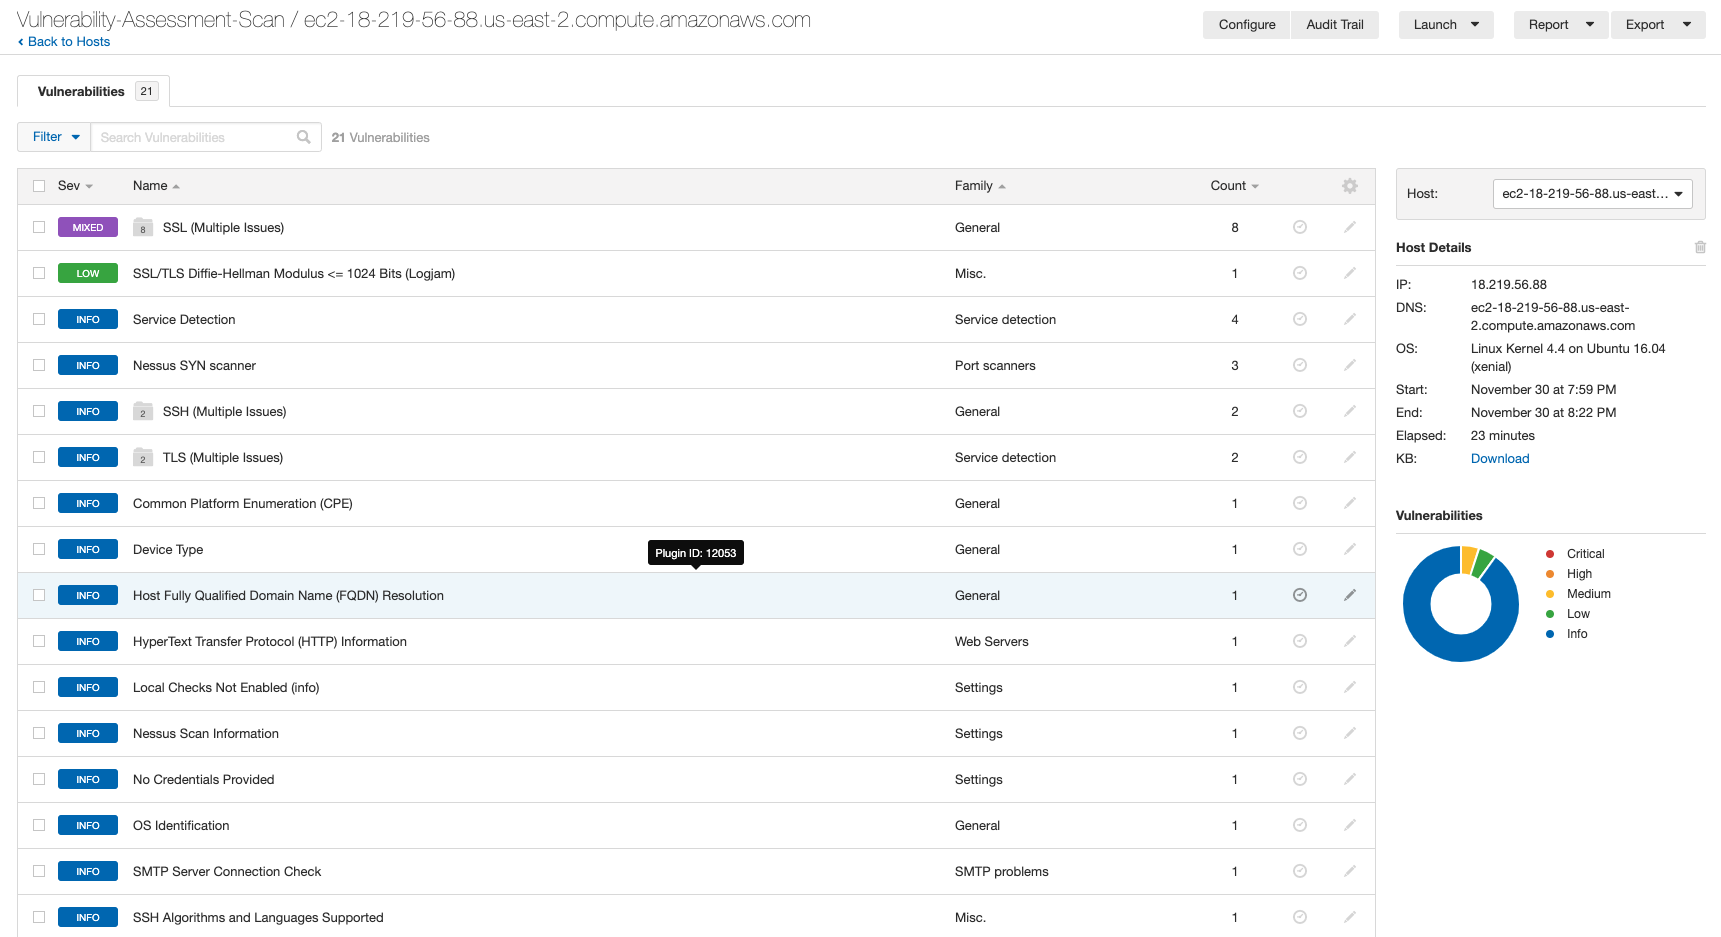 Vulnerability-Assessment-Scan / ec2-18-219-56-88.us-east-2.compute.amazonaws.com
Back to Hosts
Configure Audit Trail Launch Report Export
Vulnerabilities 21
Filter Search Vulnerabilities 21 Vulnerabilities
Sev Name Family Count
MIXED 8 SSL (Multiple Issues) General 8
LOW SSL/TLS Diffie-Hellman Modulus <= 1024 Bits (Logjam) Misc. 1
INFO Service Detection Service detection 4
INFO Nessus SYN scanner Port scanners 3
INFO 2 SSH (Multiple Issues) General 2
INFO 2 TLS (Multiple Issues) Service detection 2
INFO Common Platform Enumeration (CPE) General 1
INFO Device Type General 1
Plugin ID: 12053
INFO Host Fully Qualified Domain Name (FQDN) Resolution General 1
INFO HyperText Transfer Protocol (HTTP) Information Web Servers 1
INFO Local Checks Not Enabled (info) Settings 1
INFO Nessus Scan Information Settings 1
INFO No Credentials Provided Settings 1
INFO OS Identification General 1
INFO SMTP Server Connection Check SMTP problems 1
INFO SSH Algorithms and Languages Supported Misc. 1
Host: ec2-18-219-56-88.us-east...
Host Details
IP: 18.219.56.88
DNS: ec2-18-219-56-88.us-east-
2.compute.amazonaws.com
OS: Linux Kernel 4.4 on Ubuntu 16.04
(xenial)
Start: November 30 at 7:59 PM
End: November 30 at 8:22 PM
Elapsed: 23 minutes
KB: Download
Vulnerabilities
Critical
High
Medium
Low
Info